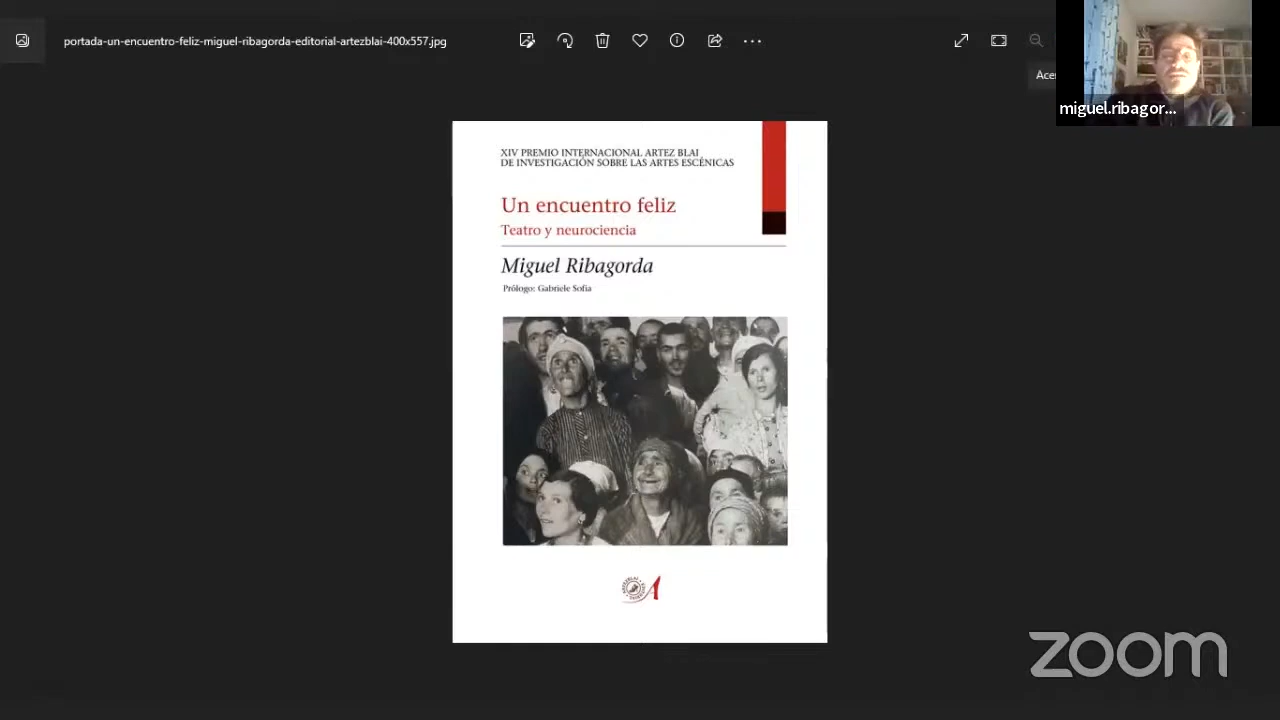 portada-un-encuentro-feliz-miguel-ribagorda-editorial-artezblai-400x557.jpg
Acer
miguel.ribagor...
XIV PREMIO INTERNACIONAL ARTEZ BLAI
DE INVESTIGACIÓN SOBRE LAS ARTES ESCÉNICAS
Un encuentro feliz
Teatro y neurociencia
Miguel Ribagorda
Prólogo: Gabriele Sofia
zoom